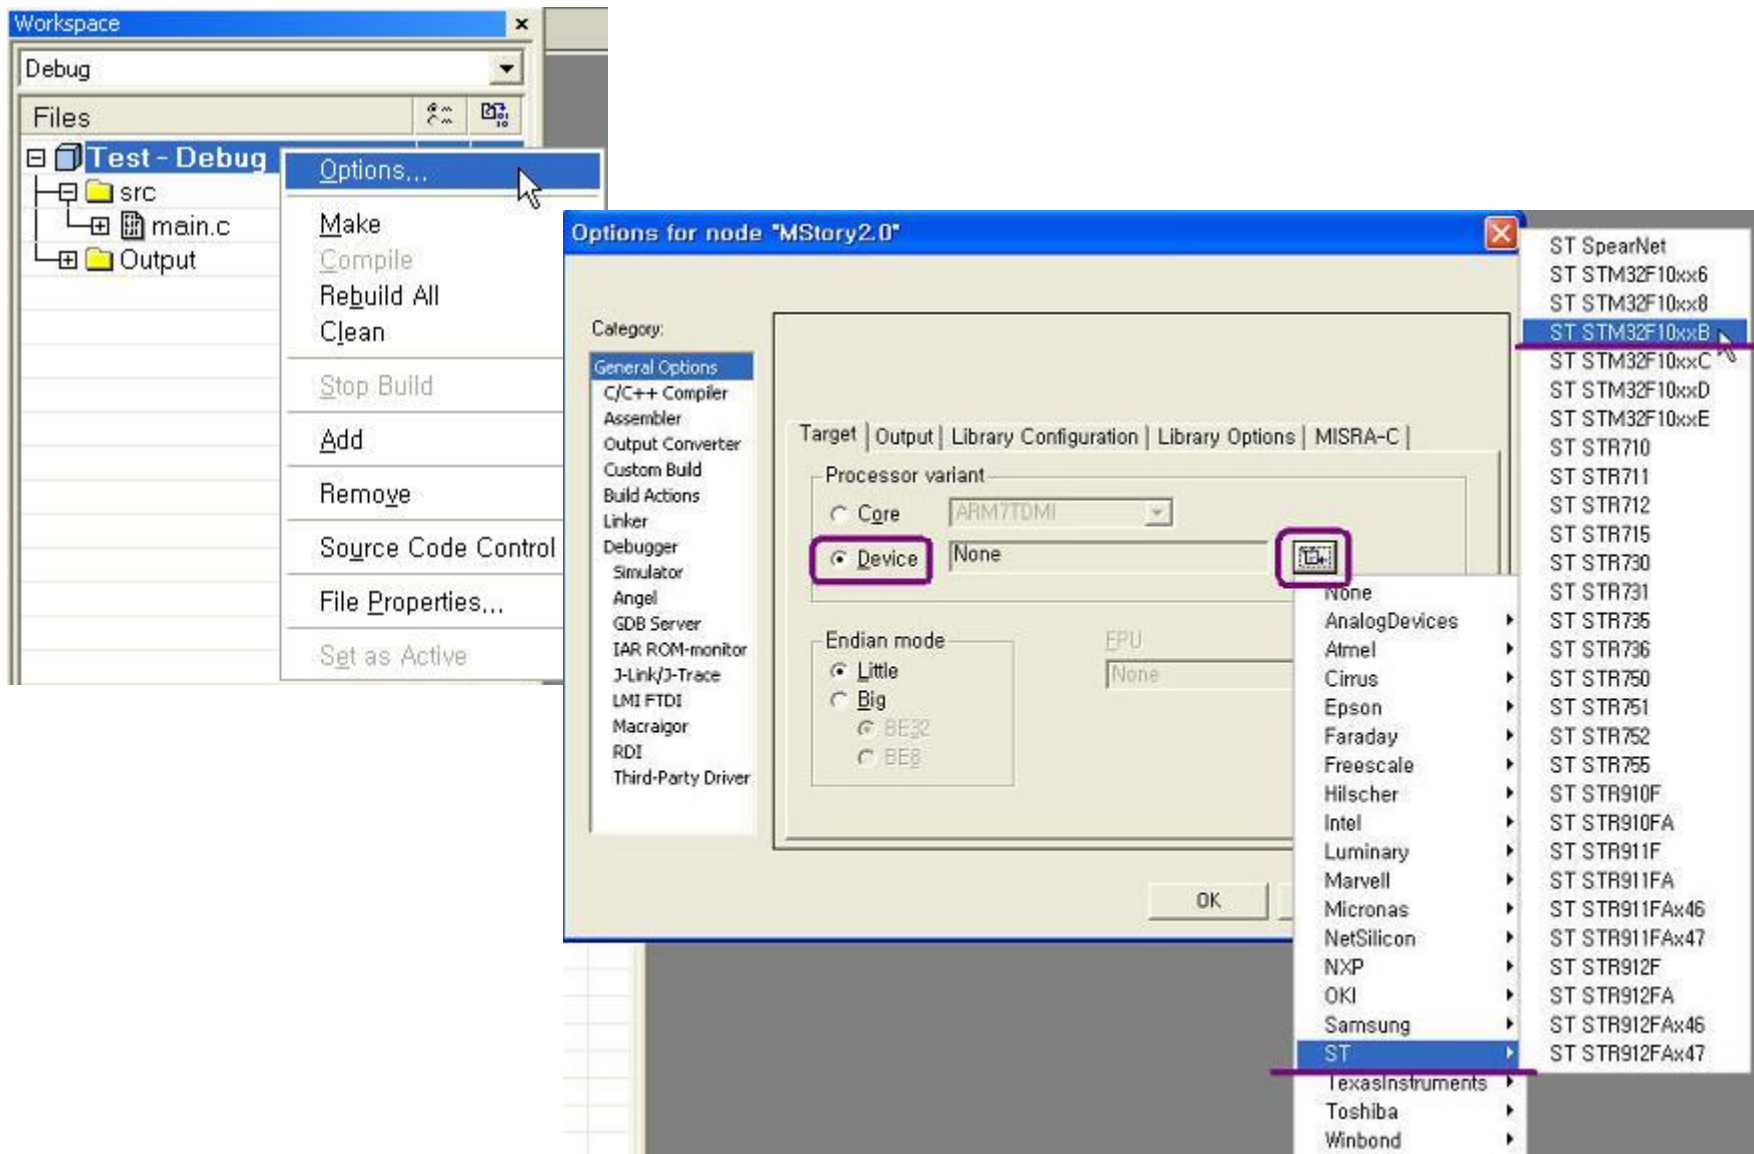 Workspace
Debug
Files
Test - Debug
src
main.c
Output
Options...
Make
Compile
Rebuild All
Clean
Stop Build
Add
Remove
Source Code Control
File Properties...
Set as Active
Options for node "MStory2.0"
Category:
General Options
C/C++ Compiler
Assembler
Output Converter
Custom Build
Build Actions
Linker
Debugger
Simulator
Angel
GDB Server
IAR ROM-monitor
J-Link/J-Trace
LMI FTDI
Macraigor
RDI
Third-Party Driver
Target Output Library Configuration Library Options MISRA-C
Processor variant
Core ARM7TDMI
Device None
Endian mode
Little
Big
BE32
BE8
FPU
None
OK
None
AnalogDevices
Atmel
Cirrus
Epson
Faraday
Freescale
Hilscher
Intel
Luminary
Marvell
Micronas
NetSilicon
NXP
OKI
Samsung
ST
TexasInstruments
Toshiba
Winbond
ST SpearNet
ST STM32F10xx6
ST STM32F10xx8
ST STM32F10xxB
ST STM32F10xxC
ST STM32F10xxD
ST STM32F10xxE
ST STR710
ST STR711
ST STR712
ST STR715
ST STR730
ST STR731
ST STR735
ST STR736
ST STR750
ST STR751
ST STR752
ST STR755
ST STR910F
ST STR910FA
ST STR911F
ST STR911FA
ST STR911FAx46
ST STR911FAx47
ST STR912F
ST STR912FA
ST STR912FAx46
ST STR912FAx47